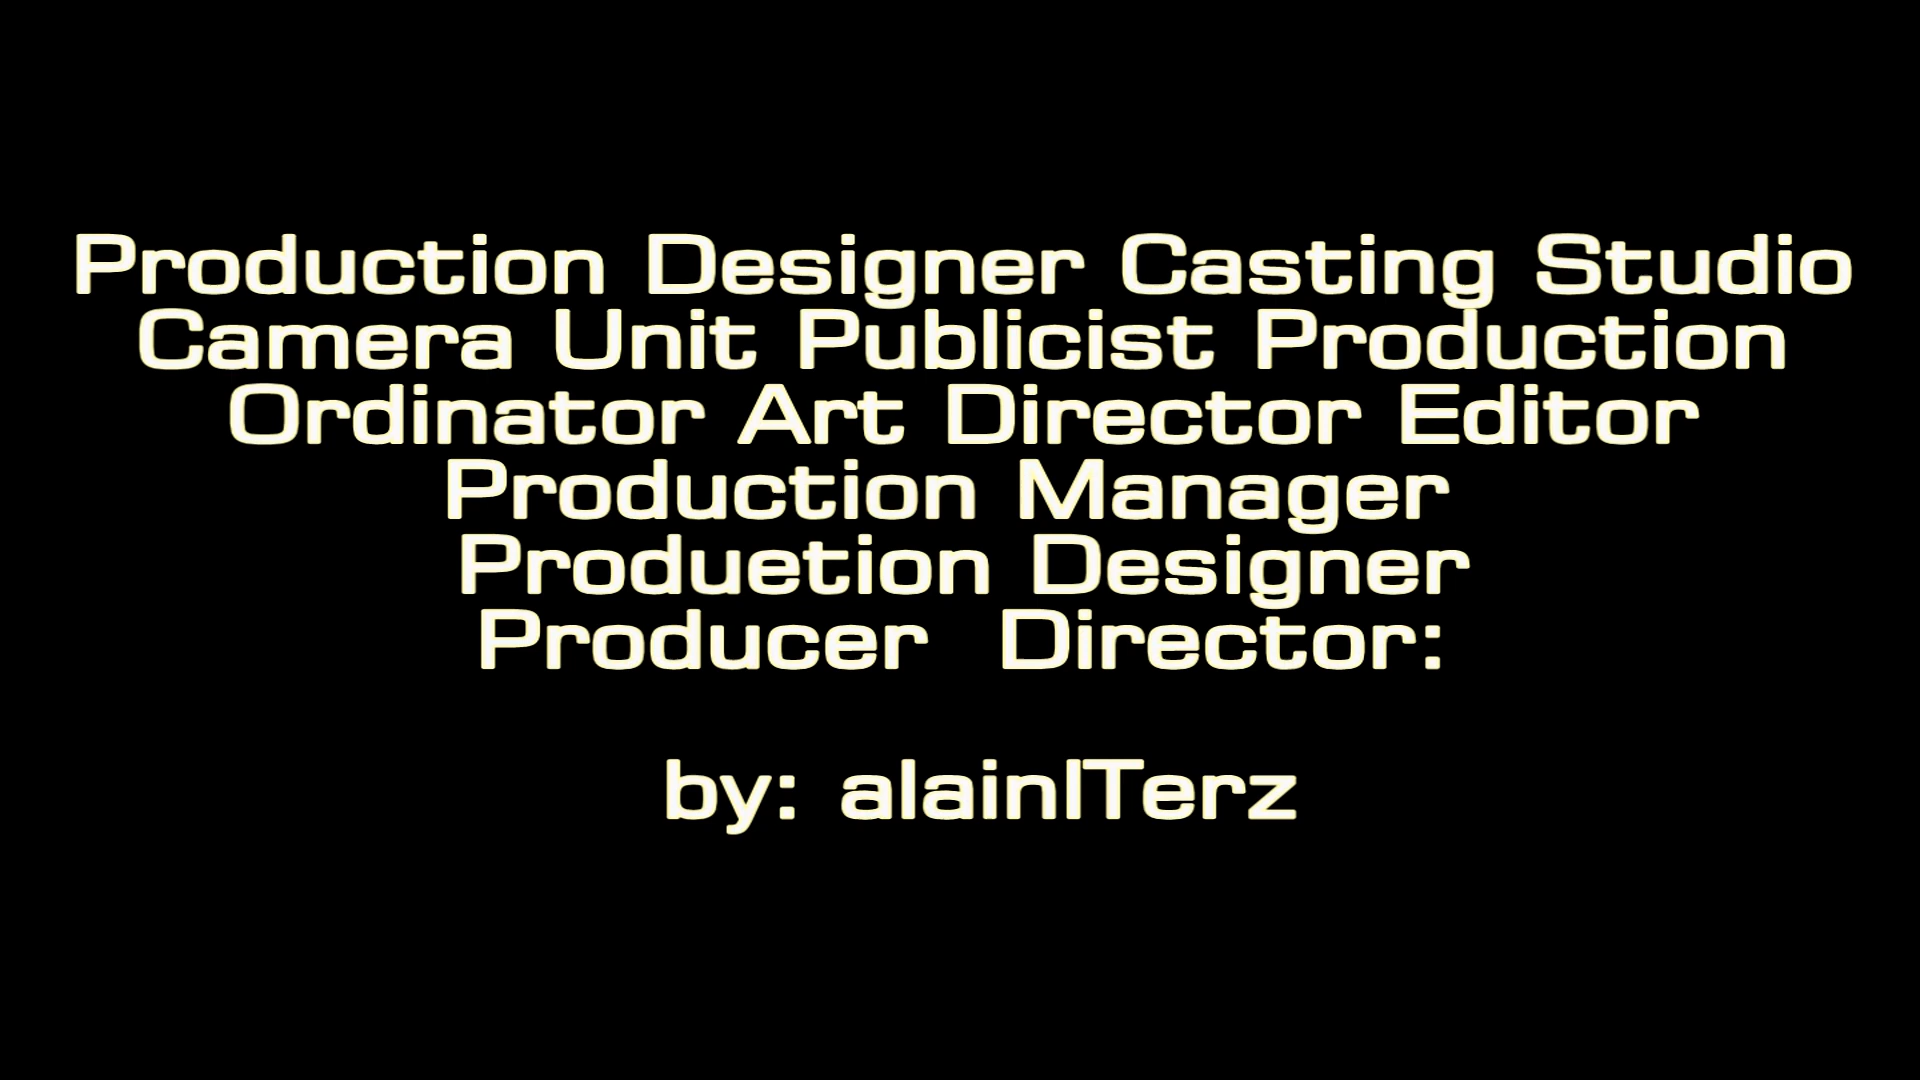 Production Designer Casting Studio
Camera Unit Publicist Production
Ordinator Art Director Editor
Production Manager
Produetion Designer
Producer Director:
by: alainITerz